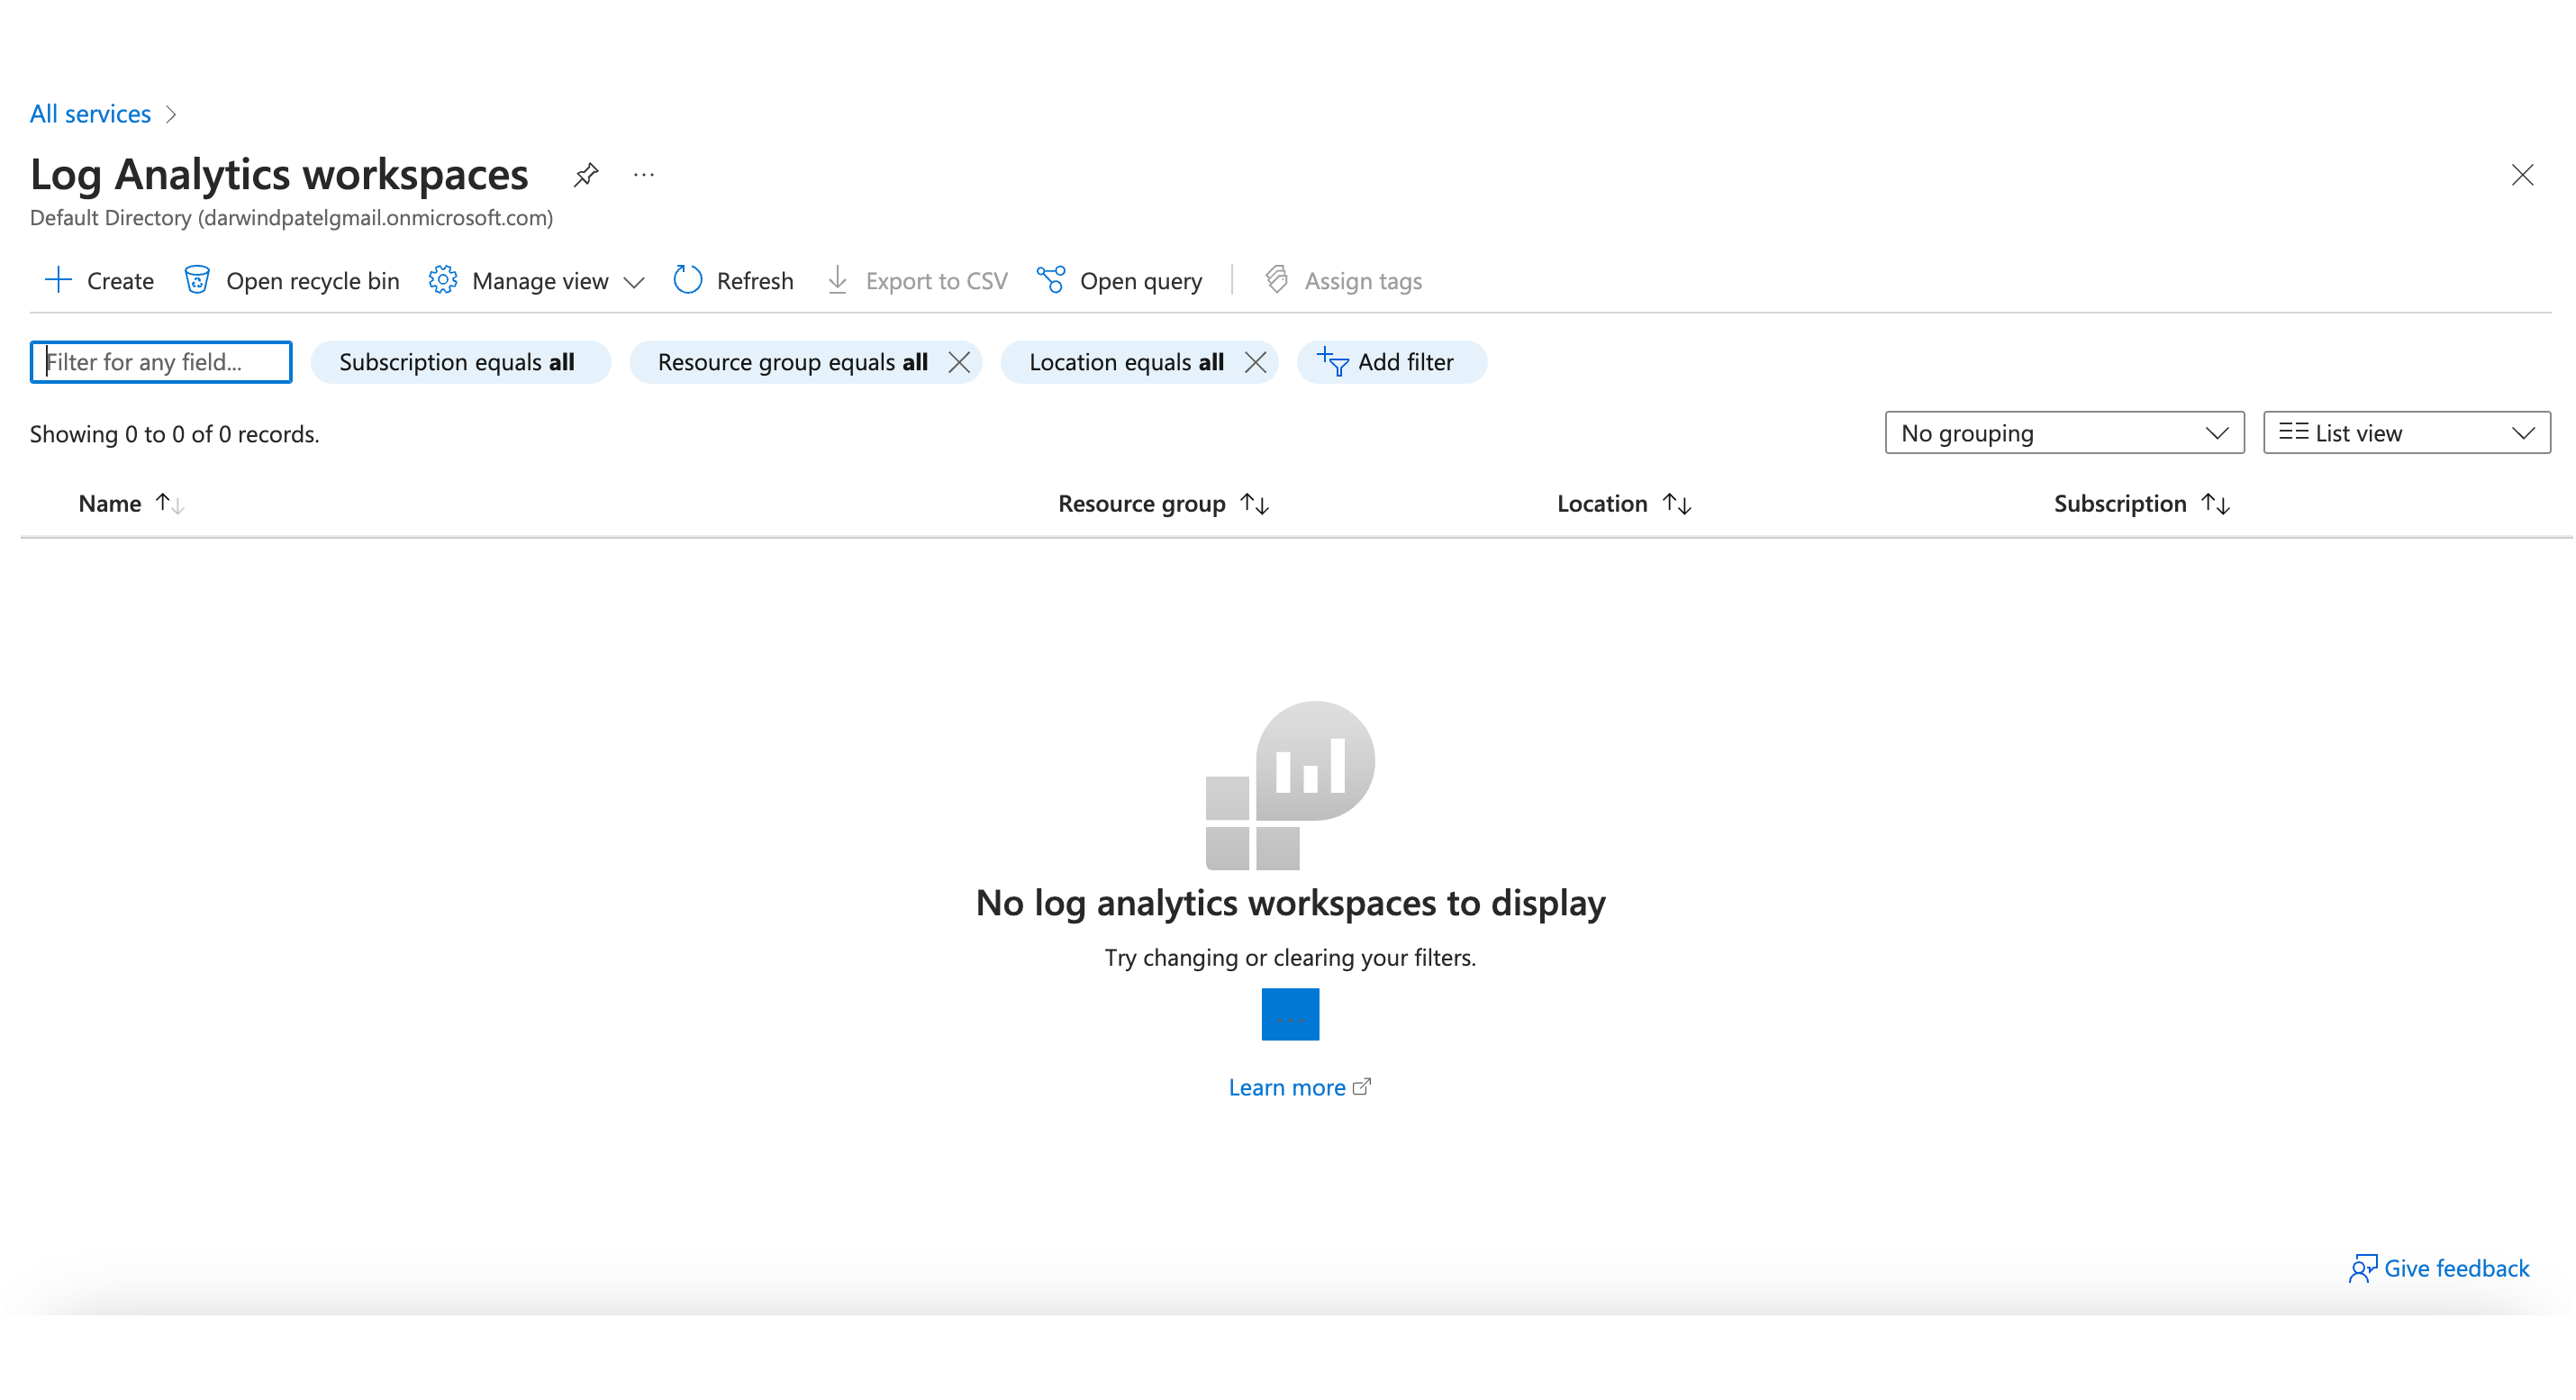 All services
Log Analytics workspaces ...
Default Directory (darwindpatelgmail.onmicrosoft.com)
Create Open recycle bin Manage view Refresh Export to CSV Open query Assign tags
Filter for any field... Subscription equals all Resource group equals all Location equals all Add filter
Showing 0 to 0 of 0 records. No grouping List view
Name Resource group Location Subscription
No log analytics workspaces to display
Try changing or clearing your filters.
...
Learn more
Give feedback